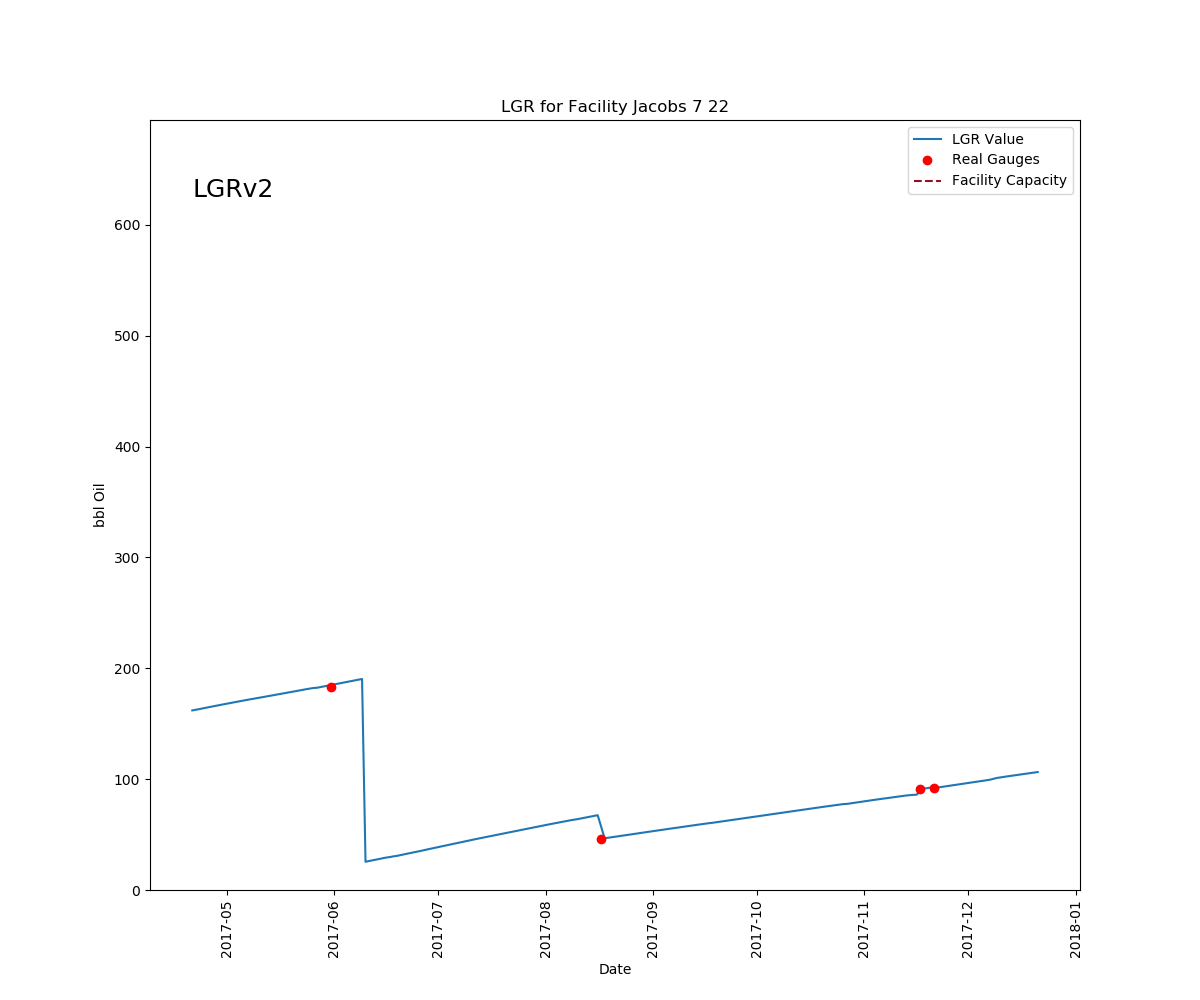 LGR for Facility Jacobs 7 22
LGRv2
LGR Value
Real Gauges
Facility Capacity
bbl Oil
600
500
400
300
200
100
0
2017-05
2017-06
2017-07
2017-08
2017-09
2017-10
2017-11
2017-12
2018-01
Date